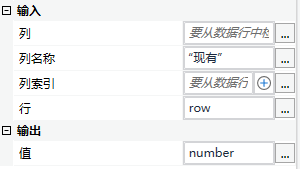 输入
列 要从数据行中检 ...
列名称 "现有" ...
列索引 要从数据行 ...
行 row ...
输出
值 number ...